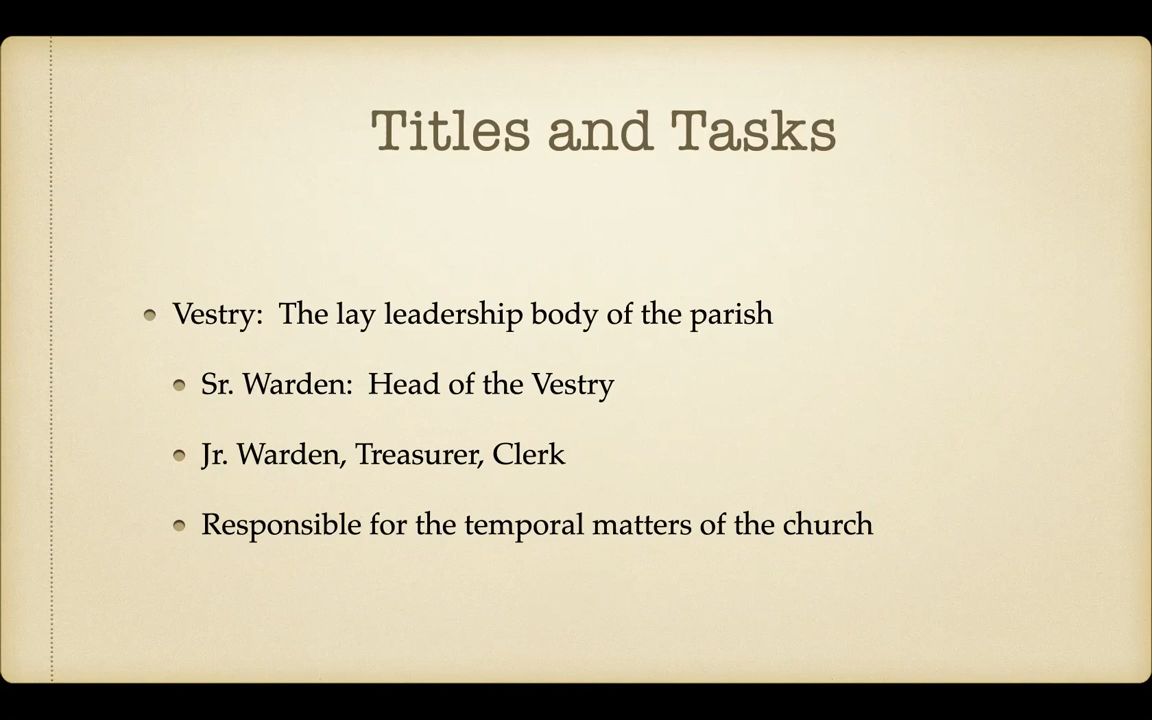 Titles and Tasks
Vestry:  The lay leadership body of the parish
Sr. Warden:  Head of the Vestry
Jr. Warden, Treasurer, Clerk
Responsible for the temporal matters of the church